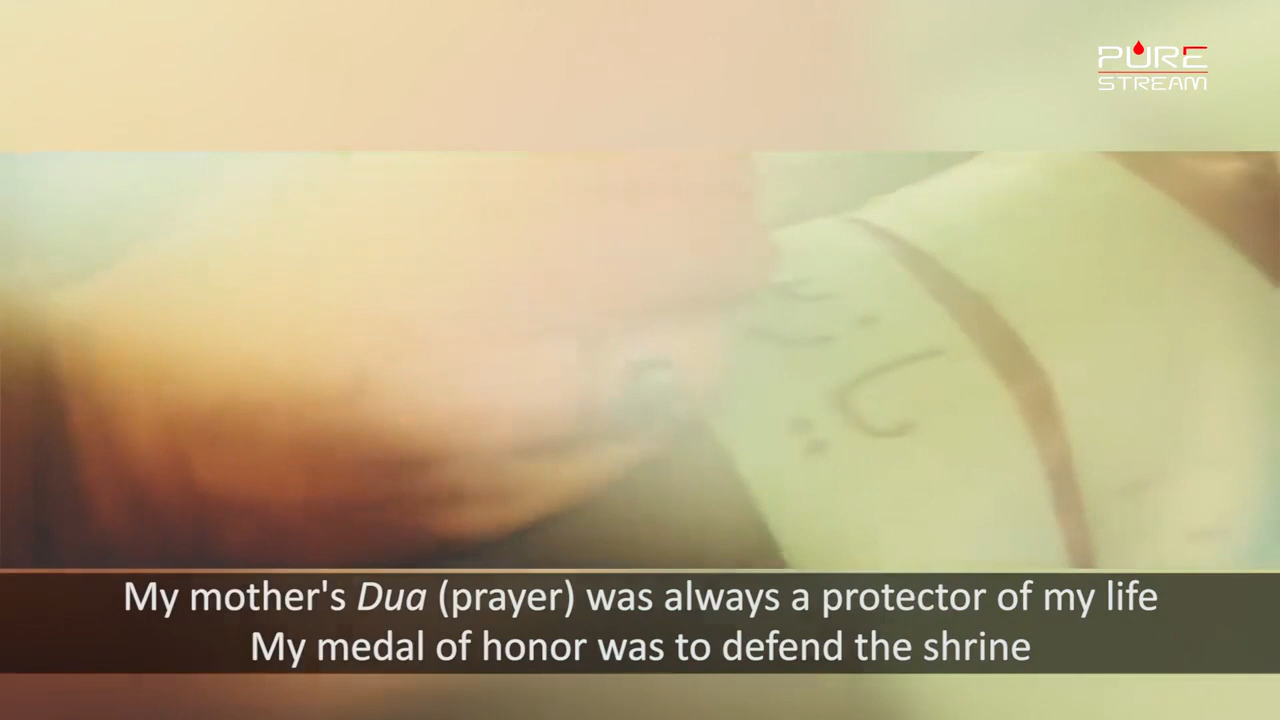 PURE
STREAM
My mother's Dua (prayer) was always a protector of my life
My medal of honor was to defend the shrine